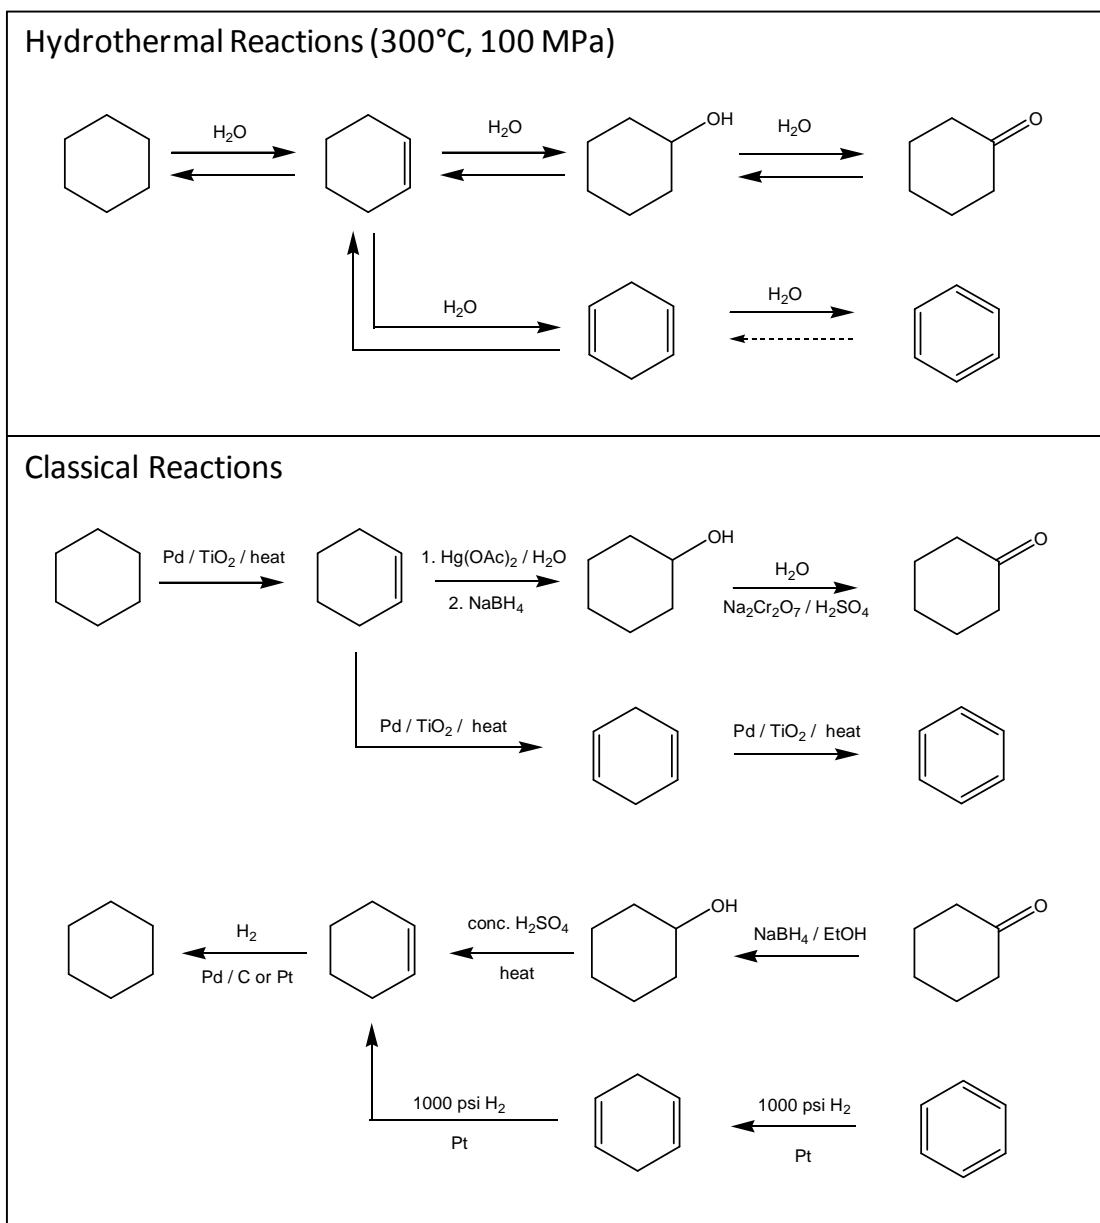 Hydrothermal Reactions (300°C, 100 MPa)
H₂O
H₂O
OH
H₂O
O
H₂O
H₂O
Classical Reactions
Pd / TiO₂ / heat
1. Hg(OAc)₂ / H₂O
2. NaBH₄
OH
H₂O
Na₂Cr₂O₇ / H₂SO₄
O
Pd / TiO₂ / heat
Pd / TiO₂ / heat
H₂
Pd / C or Pt
conc. H₂SO₄
heat
OH
NaBH₄ / EtOH
O
1000 psi H₂
Pt
1000 psi H₂
Pt